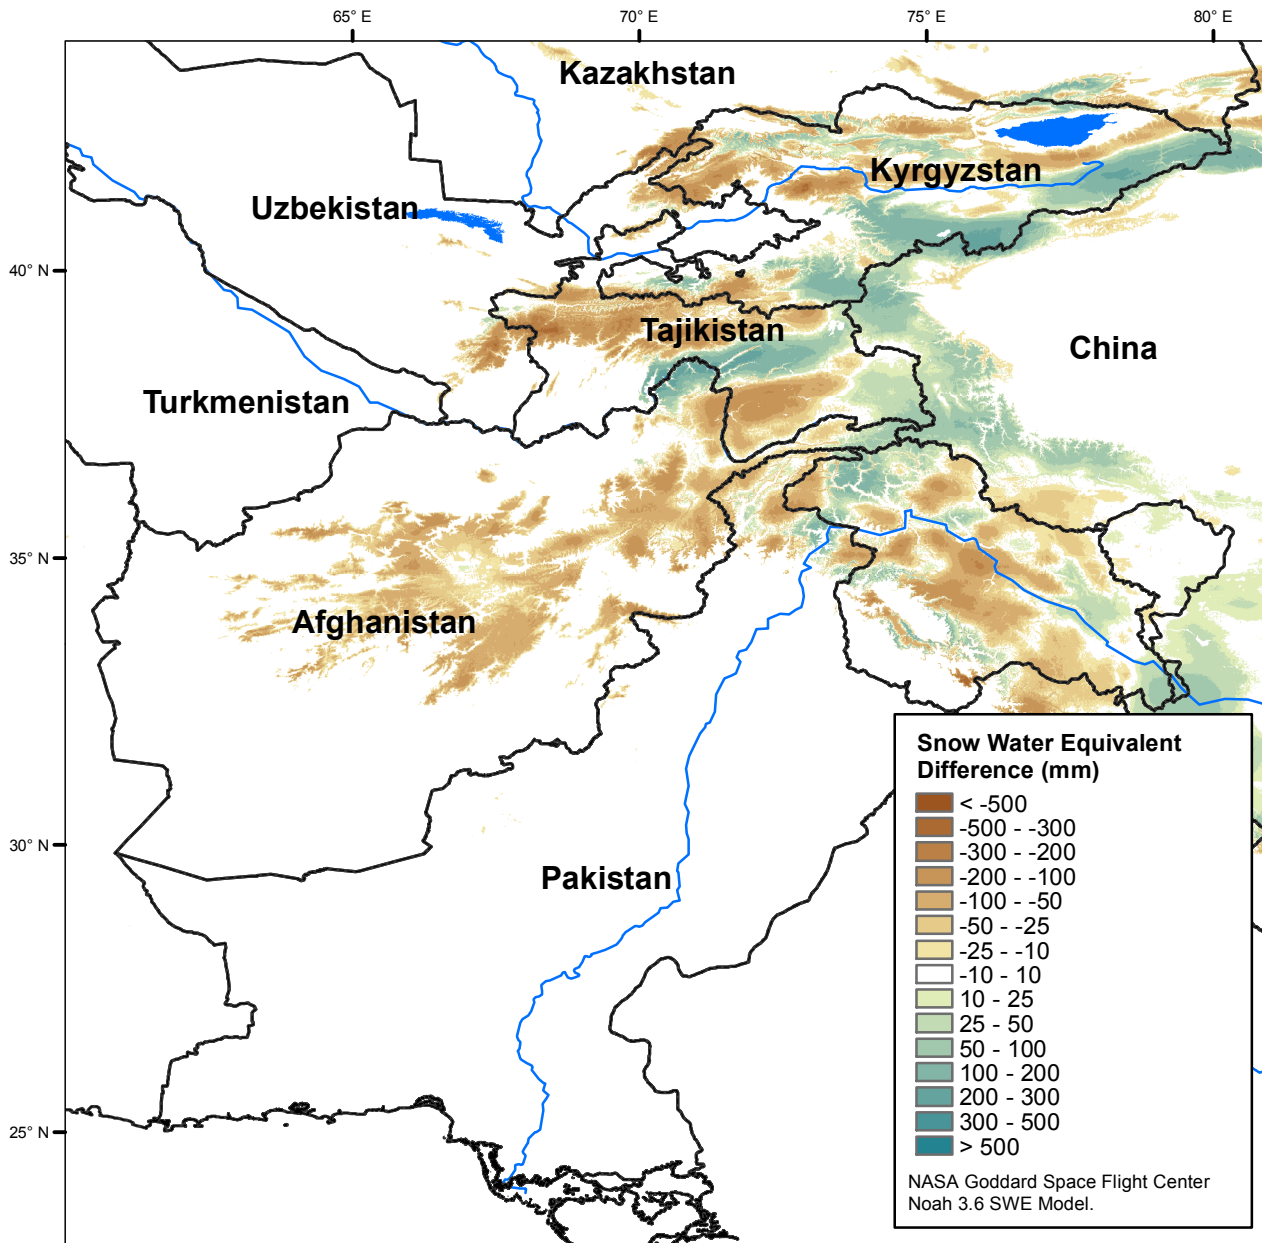 65° E
70° E
75° E
80° E
Kazakhstan
Kyrgyzstan
Uzbekistan
40° N
Tajikistan
China
Turkmenistan
35° N
Afghanistan
30° N
Pakistan
25° N
Snow Water Equivalent
Difference (mm)
< -500
-500 - -300
-300 - -200
-200 - -100
-100 - -50
-50 - -25
-25 - -10
-10 - 10
10 - 25
25 - 50
50 - 100
100 - 200
200 - 300
300 - 500
> 500
NASA Goddard Space Flight Center
Noah 3.6 SWE Model.